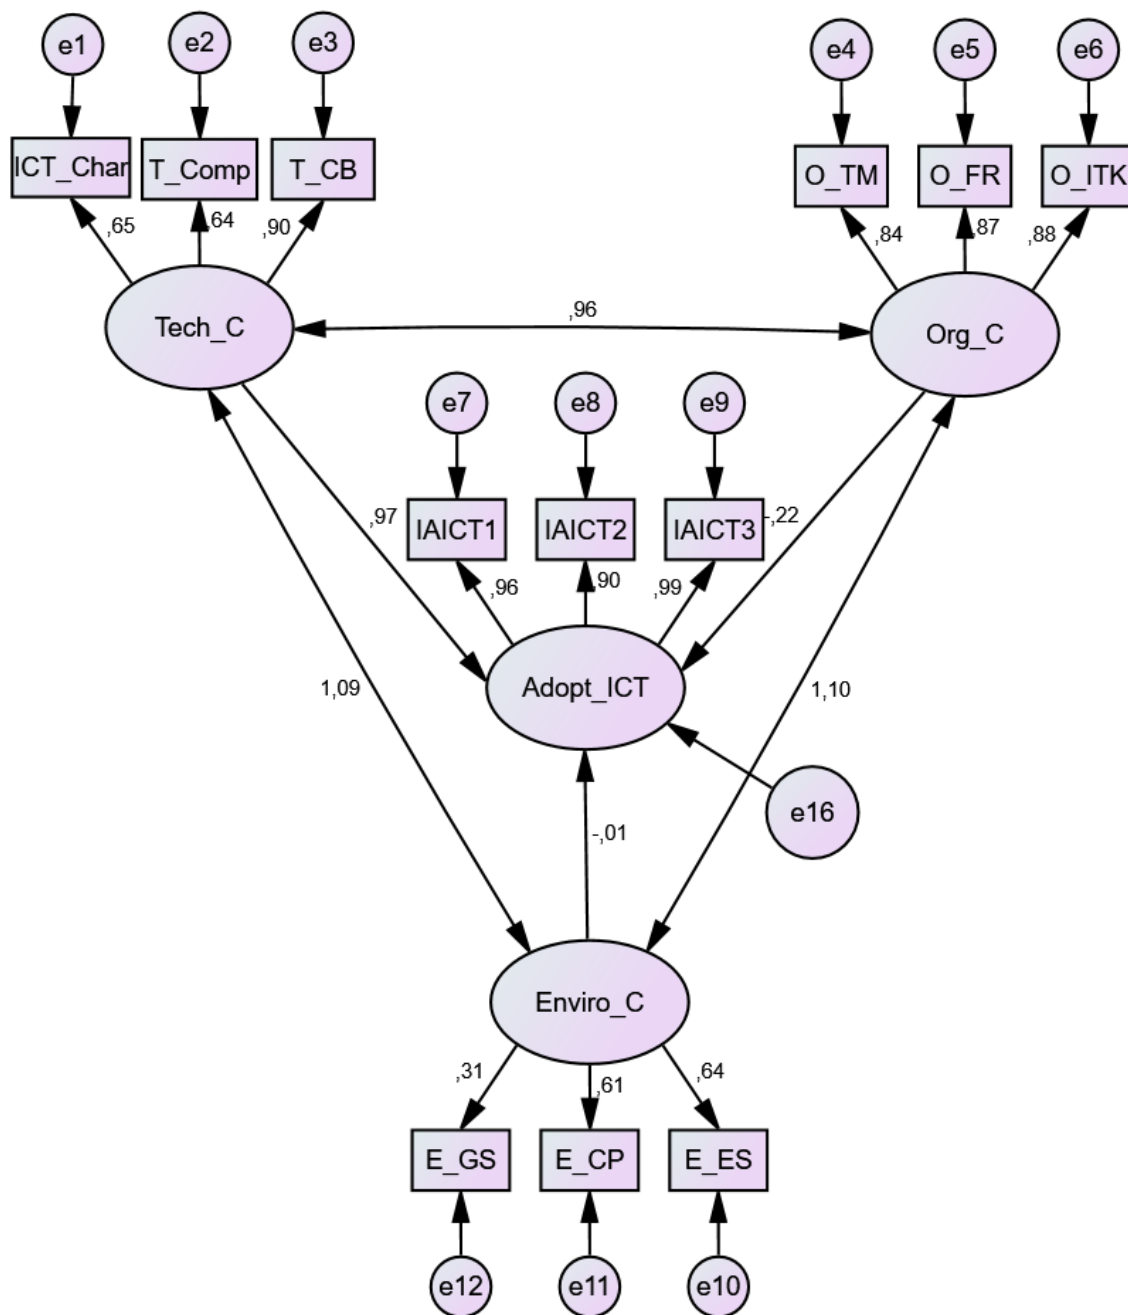 e1
e2
e3
e4
e5
e6
ICT_Char
T_Comp
T_CB
O_TM
O_FR
O_ITK
,65
,64
,90
,84
,87
,88
Tech_C
,96
Org_C
e7
e8
e9
,97
IAICT1
IAICT2
IAICT3
-,22
,96
,90
,99
1,09
Adopt_ICT
1,10
e16
-,01
Enviro_C
,31
,61
,64
E_GS
E_CP
E_ES
e12
e11
e10